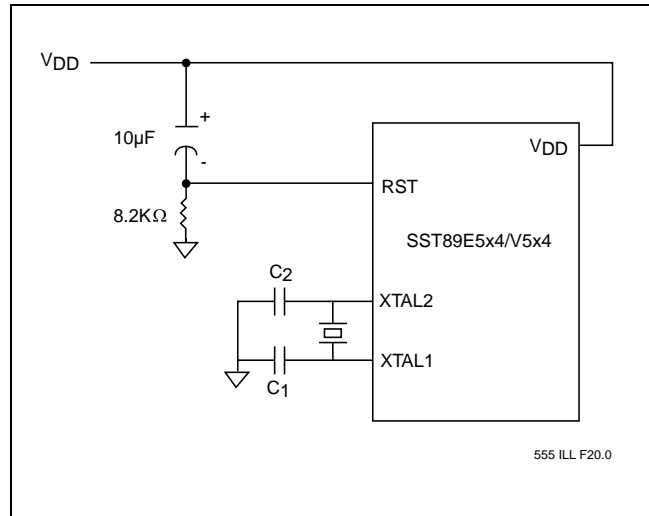 VDD
10µF
+
-
8.2KΩ
VDD
RST
SST89E5x4/V5x4
C2
XTAL2
XTAL1
C1
555 ILL F20.0